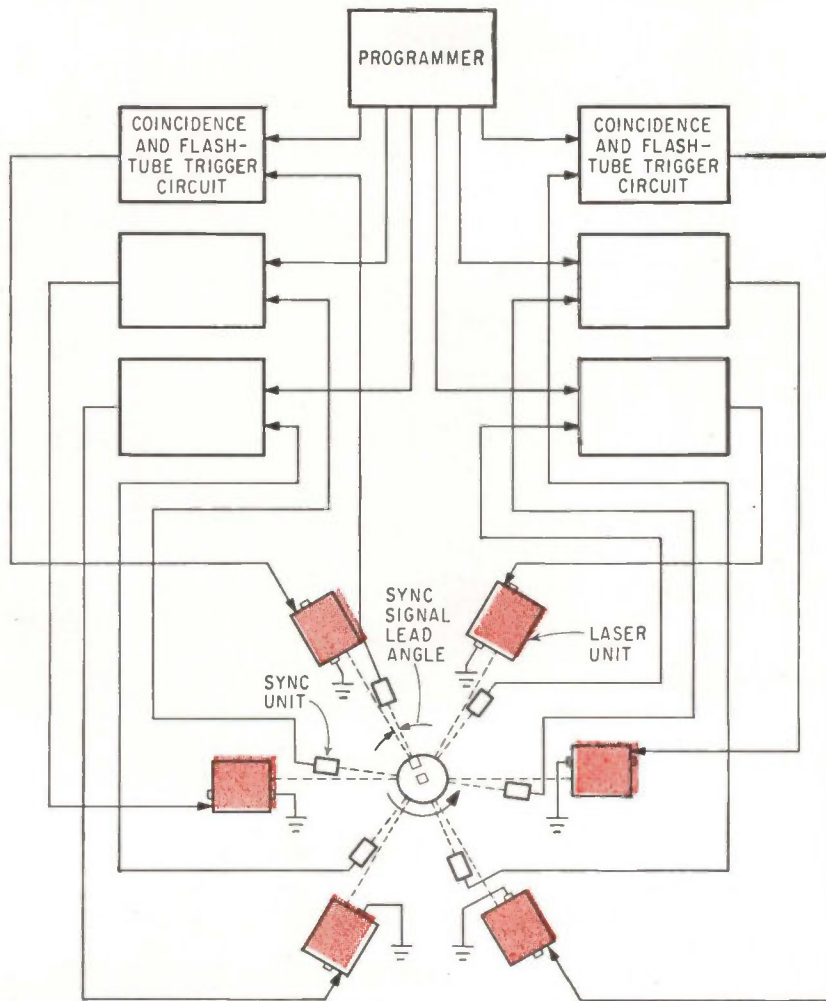 PROGRAMMER
COINCIDENCE
AND FLASH-
TUBE TRIGGER
CIRCUIT
COINCIDENCE
AND FLASH-
TUBE TRIGGER
CIRCUIT
SYNC
SIGNAL
LEAD
ANGLE
LASER
UNIT
SYNC
UNIT